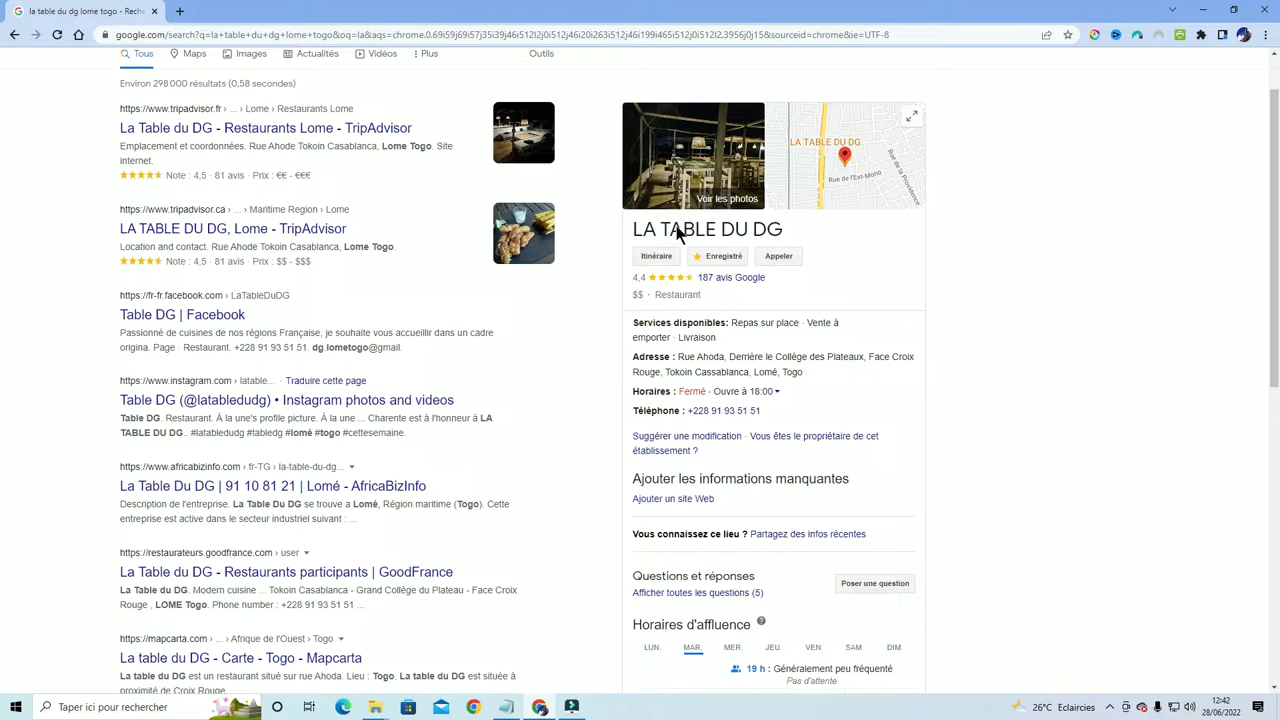 la table du dg lome togo - Reche
google.com/search?q=la+table+du+dg+lome+togo&oq=la&aqs=chrome.0.69i59j69i57j35i39j46i512l2j0i512j0i512j46i20i263i512j46i199i465i512j0i512l2.3956j0j15&sourceid=chrome&ie=UTF-8
Tous Maps Images Actualités Vidéos Plus Outils
Environ 298 000 résultats (0,58 secondes)
https://www.tripadvisor.fr › ... › Lome › Restaurants Lome
La Table du DG - Restaurants Lome - TripAdvisor
Emplacement et coordonnées. Rue Ahode Tokoin Casablanca, Lome Togo. Site
internet.
Note : 4,5 · 81 avis · Prix : €€ - €€€
https://www.tripadvisor.ca › ... › Maritime Region › Lome
LA TABLE DU DG, Lome - TripAdvisor
Location and contact. Rue Ahode Tokoin Casablanca, Lome Togo.
Note : 4,5 · 81 avis · Prix : $$ - $$$
https://fr-fr.facebook.com › LaTableDuDG
Table DG | Facebook
Passionné de cuisines de nos régions Française, je souhaite vous accueillir dans un cadre
origina. Page · Restaurant. +228 91 93 51 51. dg.lometogo@gmail.
https://www.instagram.com › latable... · Traduire cette page
Table DG (@latabledudg) • Instagram photos and videos
Table DG. Restaurant. À la une's profile picture. À la une ... Charente est à l'honneur à LA
TABLE DU DG.. #latabledudg #tabledg #lomé #togo #cettesemaine.
https://www.africabizinfo.com › fr-TG › la-table-du-dg...
La Table Du DG | 91 10 81 21 | Lomé - AfricaBizInfo
Description de l'entreprise. La Table Du DG se trouve a Lomé, Région maritime (Togo). Cette
entreprise est active dans le secteur industriel suivant : ...
https://restaurateurs.goodfrance.com › user
La Table du DG - Restaurants participants | GoodFrance
La Table du DG. Modern cuisine ... Tokoin Casablanca - Grand Collège du Plateau - Face Croix
Rouge , LOME Togo. Phone number : +228 91 93 51 51 ...
https://mapcarta.com › ... › Afrique de l'Ouest › Togo
La table du DG - Carte - Togo - Mapcarta
La table du DG est un restaurant situé sur rue Ahoda. Lieu : Togo. La table du DG est située à
proximité de Croix Rouge
Voir les photos
LA TABLE DU DG
Rue de l'Est-Mono
Rue de la Providence
LA TABLE DU DG
Itinéraire Enregistré Appeler
4,4 187 avis Google
$$ · Restaurant
Services disponibles: Repas sur place · Vente à
emporter · Livraison
Adresse : Rue Ahoda, Derrière le Collège des Plateaux, Face Croix
Rouge, Tokoin Cassablanca, Lomé, Togo
Horaires : Fermé · Ouvre à 18:00
Téléphone : +228 91 93 51 51
Suggérer une modification · Vous êtes le propriétaire de cet
établissement ?
Ajouter les informations manquantes
Ajouter un site Web
Vous connaissez ce lieu ? Partagez des infos récentes
Questions et réponses
Poser une question
Afficher toutes les questions (5)
Horaires d'affluence
LUN. MAR. MER. JEU. VEN. SAM. DIM.
19 h : Généralement peu fréquenté
Pas d'attente
Taper ici pour rechercher
26°C Eclaircies
12:42
28/06/2022